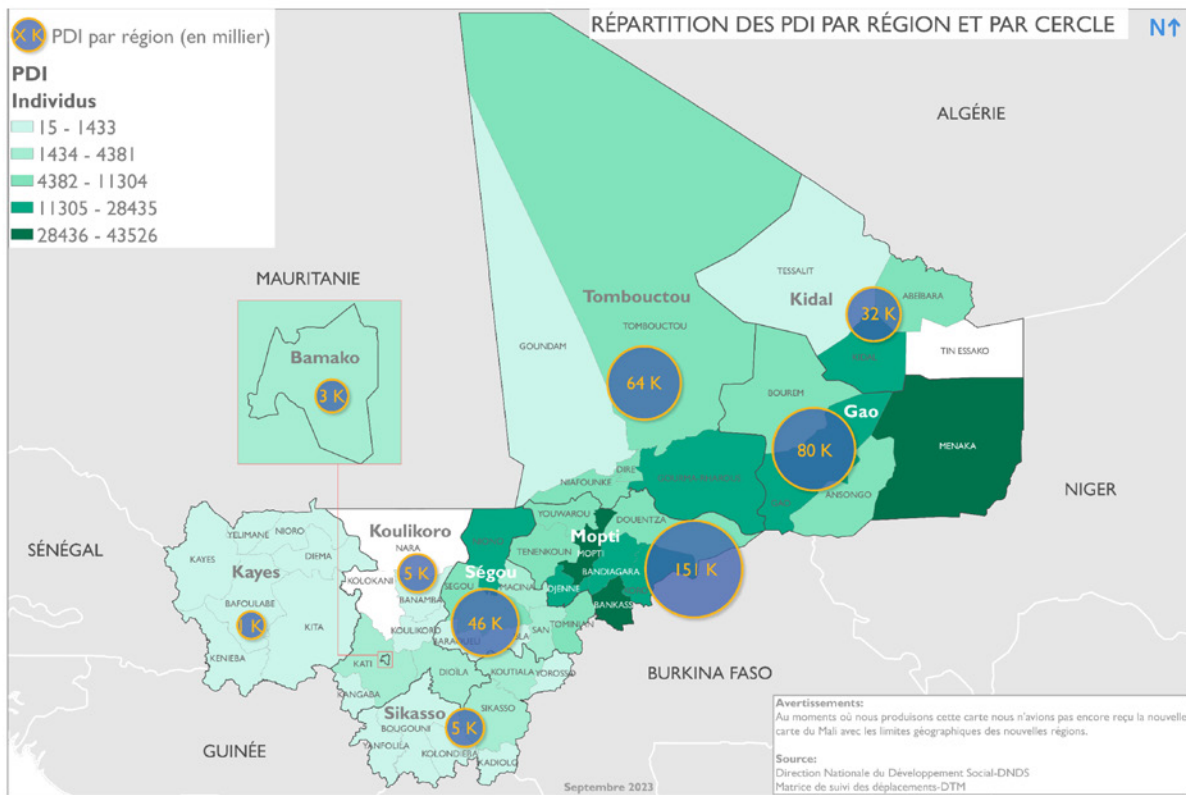 RÉPARTITION DES PDI PAR RÉGION ET PAR CERCLE
N↑
X K PDI par région (en millier)
PDI
Individus
15 - 1433
1434 - 4381
4382 - 11304
11305 - 28435
28436 - 43526
ALGÉRIE
MAURITANIE
TESSALIT
Kidal
ABEÏBARA
32 K
Tombouctou
TOMBOUCTOU
GOUNDAM
KIDAL
TIN ESSAKO
Bamako
3 K
64 K
BOUREM
Gao
80 K
MENAKA
NIGER
GAO
ANSONGO
DIRE
NIAFOUNKE
YOUWAROU
DOUENTZA
Mopti
MOPTI
TENENKOUN
BANDIAGARA
151 K
DJENNE
BANKASS
SÉNÉGAL
KAYES
YELIMANE
NIORO
DIEMA
Kayes
BAFOULABE
1 K
KITA
KENIEBA
Koulikoro
NARA
5 K
KOLOKANI
BANAMBA
KOULIKORO
Ségou
SEGOU
MACINA
46 K
SAN
TOMINIAN
KATI
DIOÏLA
KANGABA
KOUTIALA
YOROSSO
BURKINA FASO
Sikasso
SIKASSO
BOUGOUNI
5 K
YANFOLILA
KOLONDIEBA
KADIOLO
GUINÉE
Septembre 2023
Avertissements:
Au moments où nous produisons cette carte nous n'avions pas encore reçu la nouvelle
carte du Mali avec les limites géographiques des nouvelles régions.
Source:
Direction Nationale du Développement Social-DNDS
Matrice de suivi des déplacements-DTM